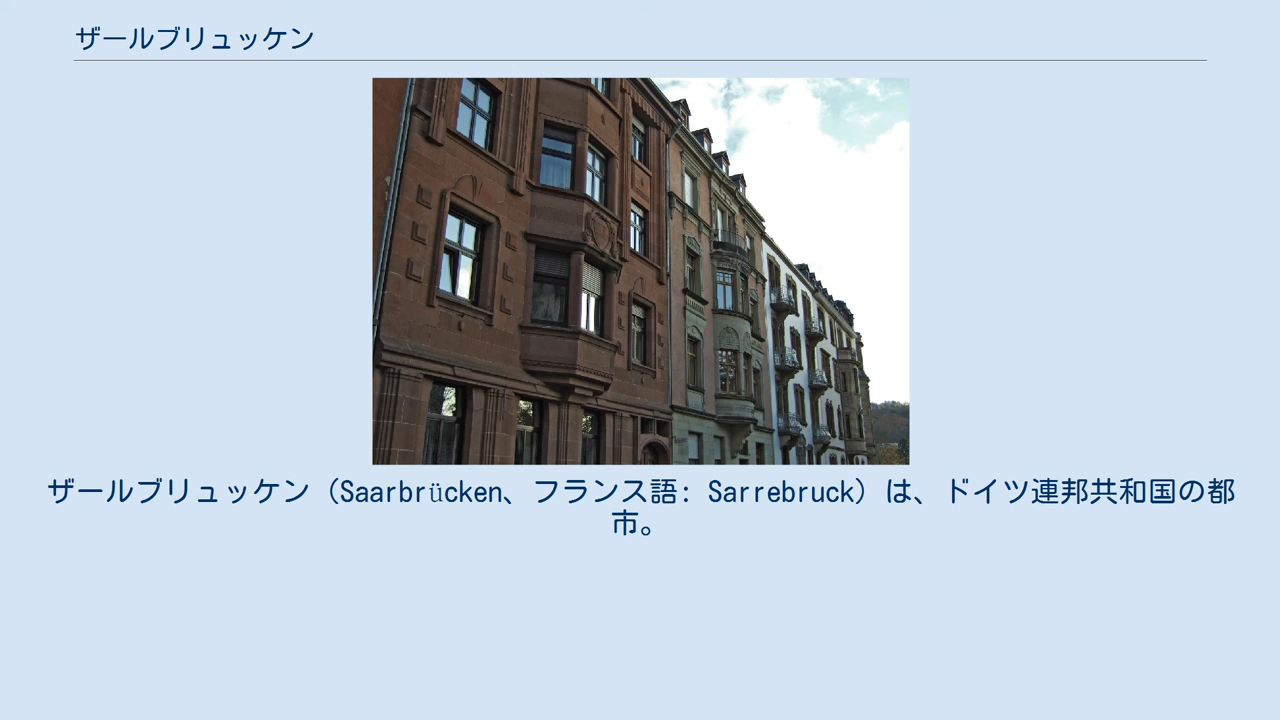 ザールブリュッケン
ザールブリュッケン（Saarbrücken、フランス語: Sarrebruck）は、ドイツ連邦共和国の都
市。